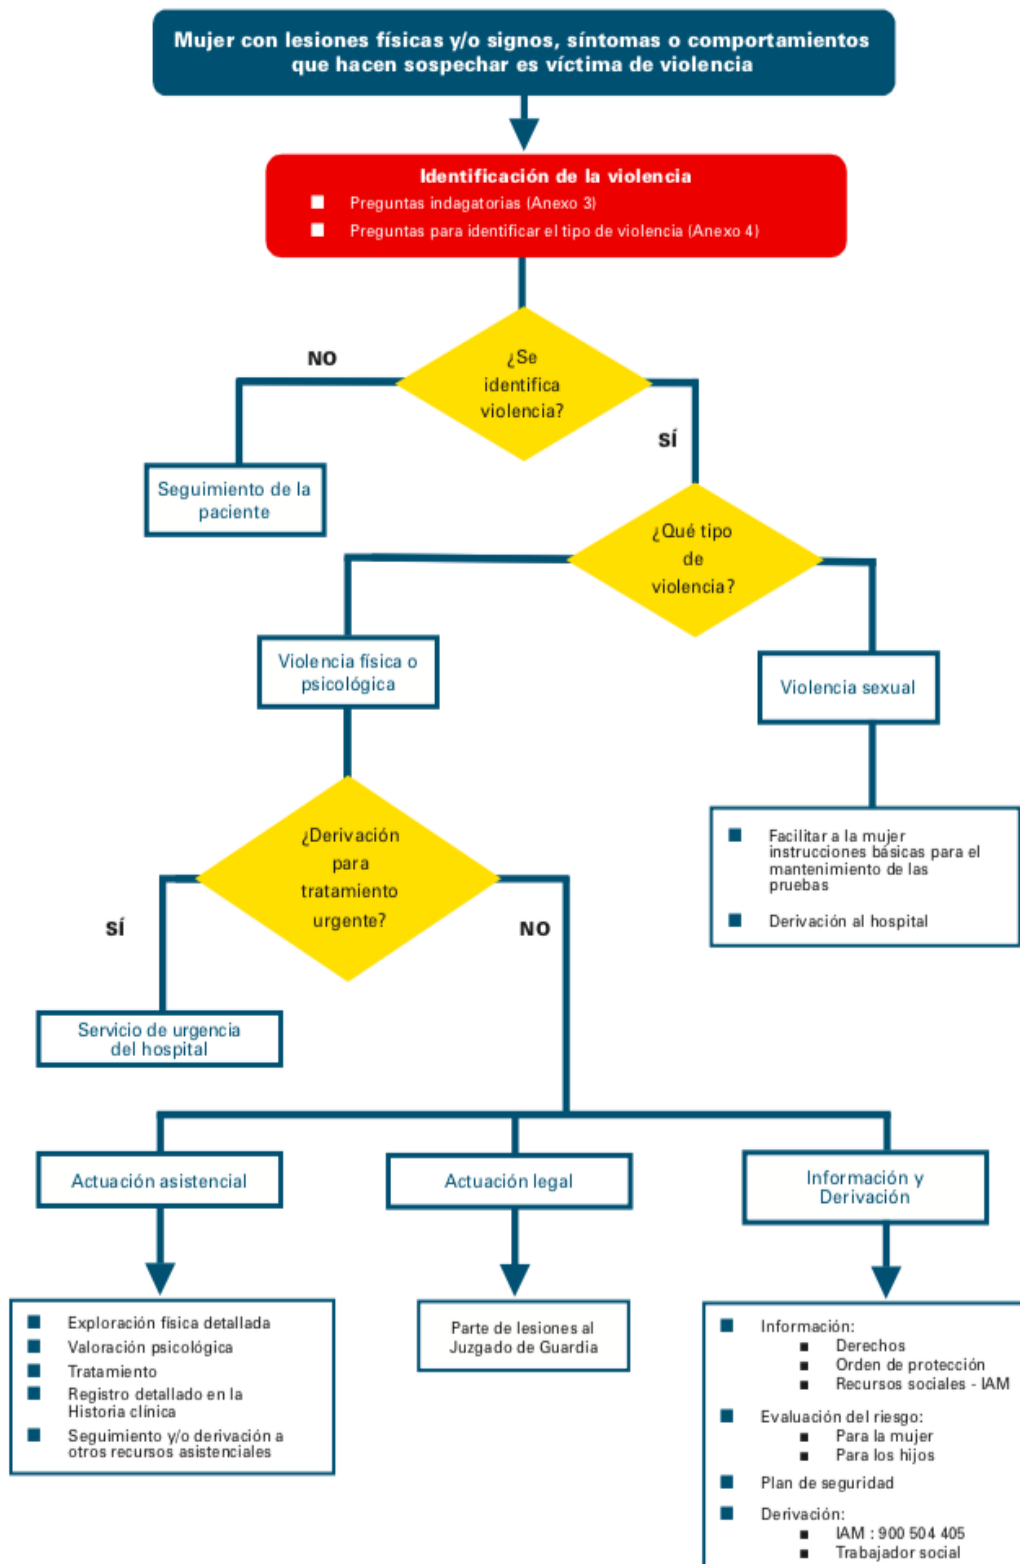 Mujer con lesiones físicas y/o signos, síntomas o comportamientos
que hacen sospechar es víctima de violencia
Identificación de la violencia
Preguntas indagatorias (Anexo 3)
Preguntas para identificar el tipo de violencia (Anexo 4)
¿Se
identifica
violencia?
NO
SÍ
Seguimiento de la
paciente
¿Qué tipo
de
violencia?
Violencia física o
psicológica
Violencia sexual
¿Derivación
para
tratamiento
urgente?
Facilitar a la mujer
instrucciones básicas para el
mantenimiento de las
pruebas
Derivación al hospital
SÍ
NO
Servicio de urgencia
del hospital
Actuación asistencial
Actuación legal
Información y
Derivación
Exploración física detallada
Valoración psicológica
Tratamiento
Registro detallado en la
Historia clínica
Seguimiento y/o derivación a
otros recursos asistenciales
Parte de lesiones al
Juzgado de Guardia
Información:
Derechos
Orden de protección
Recursos sociales - IAM
Evaluación del riesgo:
Para la mujer
Para los hijos
Plan de seguridad
Derivación:
IAM : 900 504 405
Trabajador social